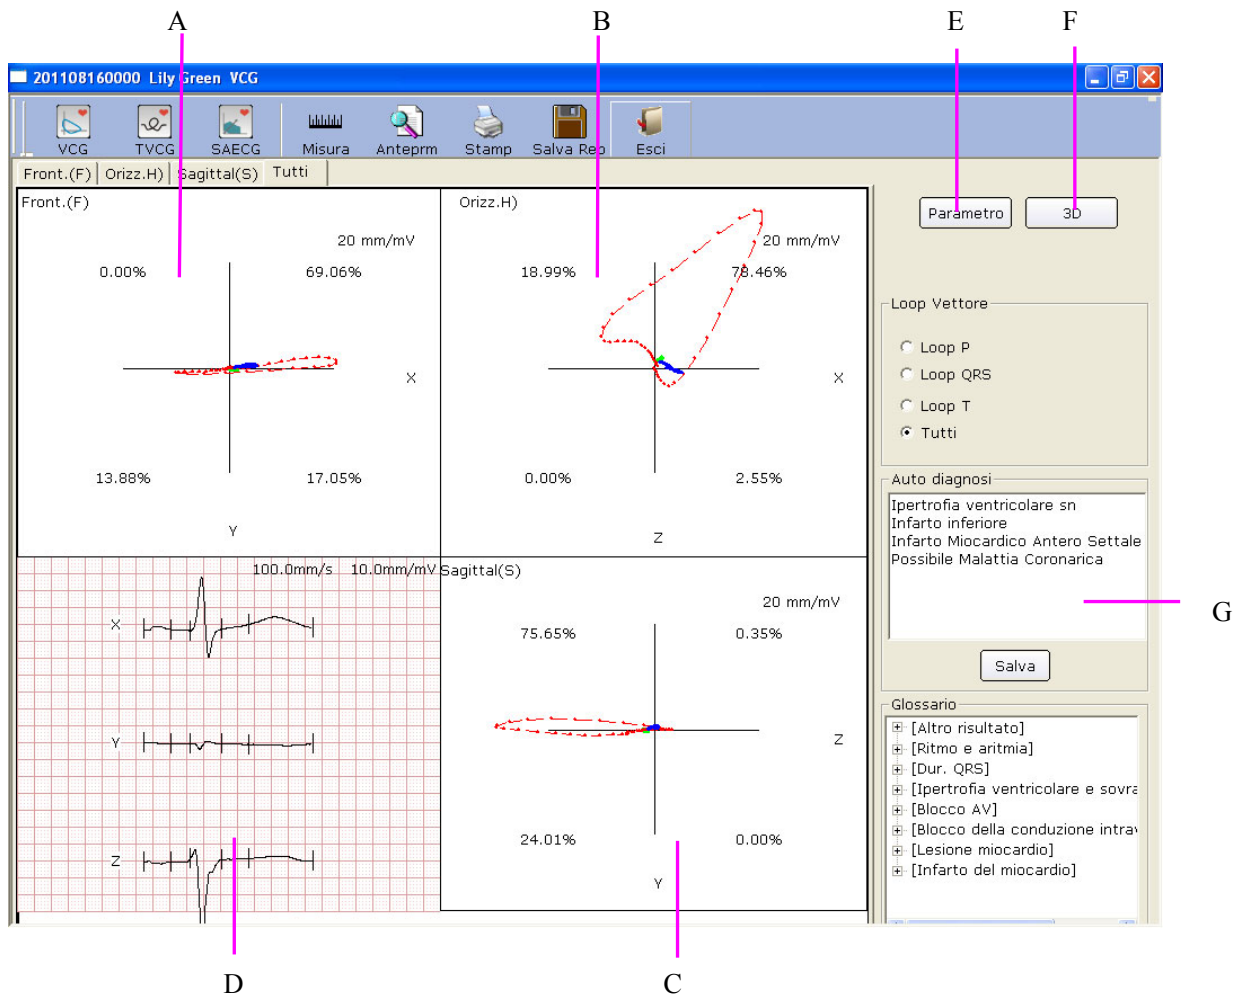 A
B
E
F
201108160000 Lily Green VCG
VCG
TVCG
SAECG
Misura
Anteprm
Stamp
Salva Rep
Esci
Front.(F)
Orizz.H)
Sagittal(S)
Tutti
Front.(F)
20 mm/mV
0.00%
69.06%
X
13.88%
17.05%
Y
Orizz.H)
20 mm/mV
18.99%
78.46%
X
0.00%
2.55%
Z
100.0mm/s 10.0mm/mV
X
Y
Z
Sagittal(S)
20 mm/mV
75.65%
0.35%
Z
24.01%
0.00%
Y
Parametro
3D
Loop Vettore
Loop P
Loop QRS
Loop T
Tutti
Auto diagnosi
Ipertrofia ventricolare sn
Infarto inferiore
Infarto Miocardico Antero Settale
Possibile Malattia Coronarica
G
Salva
Glossario
[Altro risultato]
[Ritmo e aritmia]
[Dur. QRS]
[Ipertrofia ventricolare e sovra
[Blocco AV]
[Blocco della conduzione intrav
[Lesione miocardio]
[Infarto del miocardio]
D
C